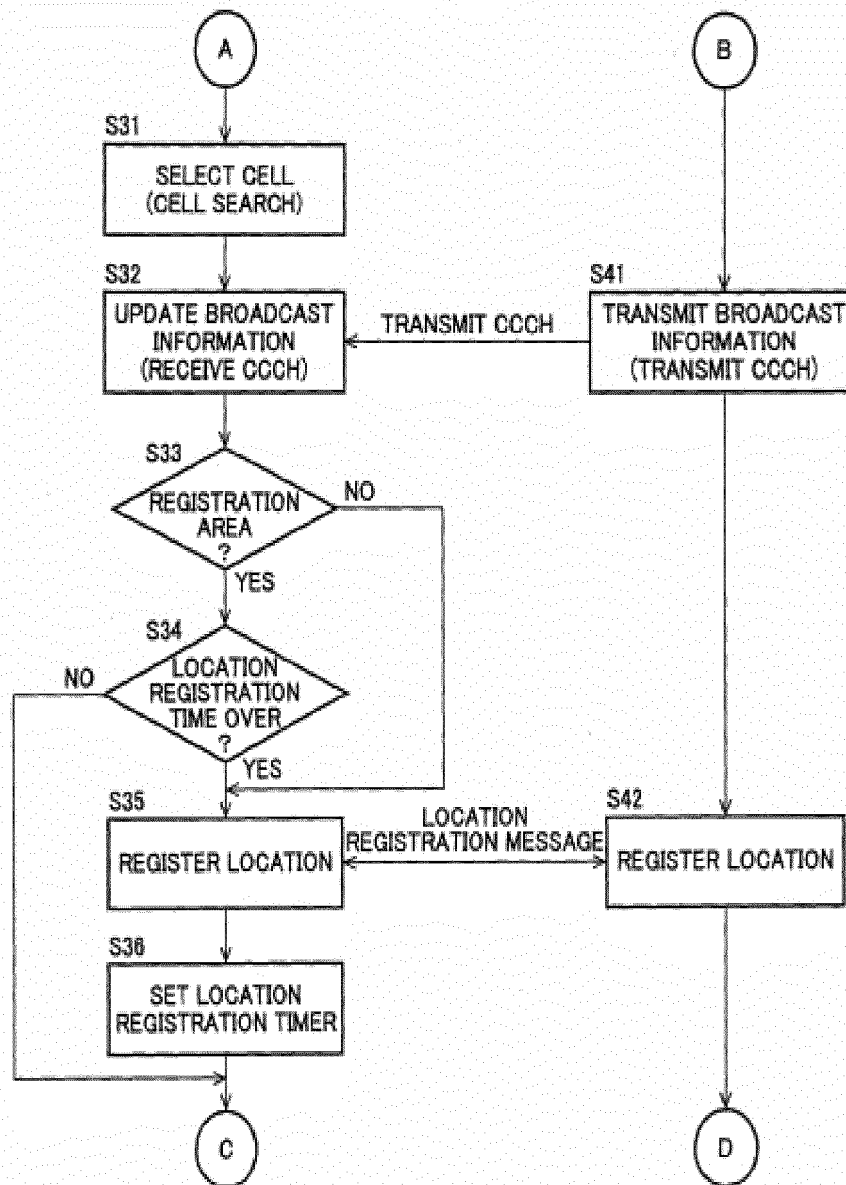 A
B
S31
SELECT CELL
(CELL SEARCH)
S32
UPDATE BROADCAST
INFORMATION
(RECEIVE CCCH)
TRANSMIT CCCH
S41
TRANSMIT BROADCAST
INFORMATION
(TRANSMIT CCCH)
S33
REGISTRATION
AREA
?
NO
YES
S34
LOCATION
REGISTRATION
TIME OVER
?
NO
YES
S35
REGISTER LOCATION
LOCATION
REGISTRATION MESSAGE
S42
REGISTER LOCATION
S36
SET LOCATION
REGISTRATION TIMER
C
D